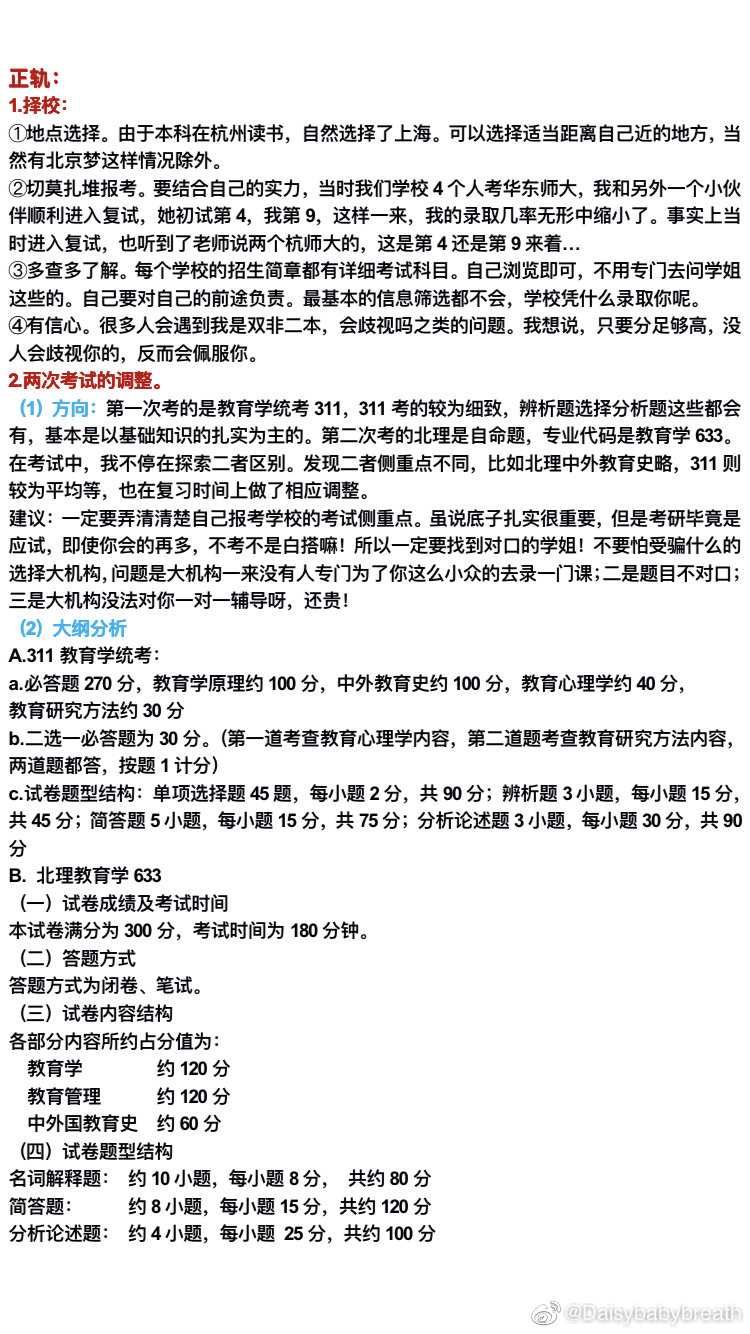 正轨：
1.择校：
①地点选择。由于本科在杭州读书，自然选择了上海。可以选择适当距离自己近的地方，当
然有北京梦这样情况除外。
②切莫扎堆报考。要结合自己的实力，当时我们学校 4 个人考华东师大，我和另外一个小伙
伴顺利进入复试，她初试第 4，我第 9，这样一来，我的录取几率无形中缩小了。事实上当
时进入复试，也听到了老师说两个杭师大的，这是第 4 还是第 9 来着…
③多查多了解。每个学校的招生简章都有详细考试科目。自己浏览即可，不用专门去问学姐
这些的。自己要对自己的前途负责。最基本的信息筛选都不会，学校凭什么录取你呢。
④有信心。很多人会遇到我是双非二本，会歧视吗之类的问题。我想说，只要分足够高，没
人会歧视你的，反而会佩服你。
2.两次考试的调整。
（1）方向：第一次考的是教育学统考 311，311 考的较为细致，辨析题选择分析题这些都会
有，基本是以基础知识的扎实为主的。第二次考的北理是自命题，专业代码是教育学 633。
在考试中，我不停在探索二者区别。发现二者侧重点不同，比如北理中外教育史略，311 则
较为平均等，也在复习时间上做了相应调整。
建议：一定要弄清清楚自己报考学校的考试侧重点。虽说底子扎实很重要，但是考研毕竟是
应试，即使你会的再多，不考不是白搭嘛！所以一定要找到对口的学姐！不要怕受骗什么的
选择大机构，问题是大机构一来没有人专门为了你这么小众的去录一门课；二是题目不对口；
三是大机构没法对你一对一辅导呀，还贵！
（2）大纲分析
A.311 教育学统考：
a.必答题 270 分，教育学原理约 100 分，中外教育史约 100 分，教育心理学约 40 分，
教育研究方法约 30 分
b.二选一必答题为 30 分。（第一道考查教育心理学内容，第二道题考查教育研究方法内容，
两道题都答，按题 1 计分）
c.试卷题型结构：单项选择题 45 题，每小题 2 分，共 90 分；辨析题 3 小题，每小题 15 分，
共 45 分；简答题 5 小题，每小题 15 分，共 75 分；分析论述题 3 小题，每小题 30 分，共 90
分
B. 北理教育学 633
（一）试卷成绩及考试时间
本试卷满分为 300 分，考试时间为 180 分钟。
（二）答题方式
答题方式为闭卷、笔试。
（三）试卷内容结构
各部分内容所约占分值为：
教育学 约 120 分
教育管理 约 120 分
中外国教育史 约 60 分
（四）试卷题型结构
名词解释题： 约 10 小题，每小题 8 分， 共约 80 分
简答题： 约 8 小题，每小题 15 分，共约 120 分
分析论述题： 约 4 小题，每小题 25 分，共约 100 分
@Daisybabybreath